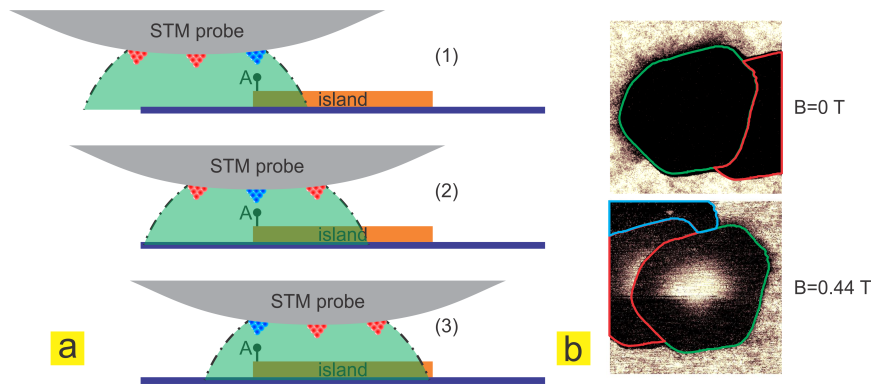 STM probe
(1)
A
island
STM probe
(2)
A
island
STM probe
(3)
A
island
a
B=0 T
B=0.44 T
b